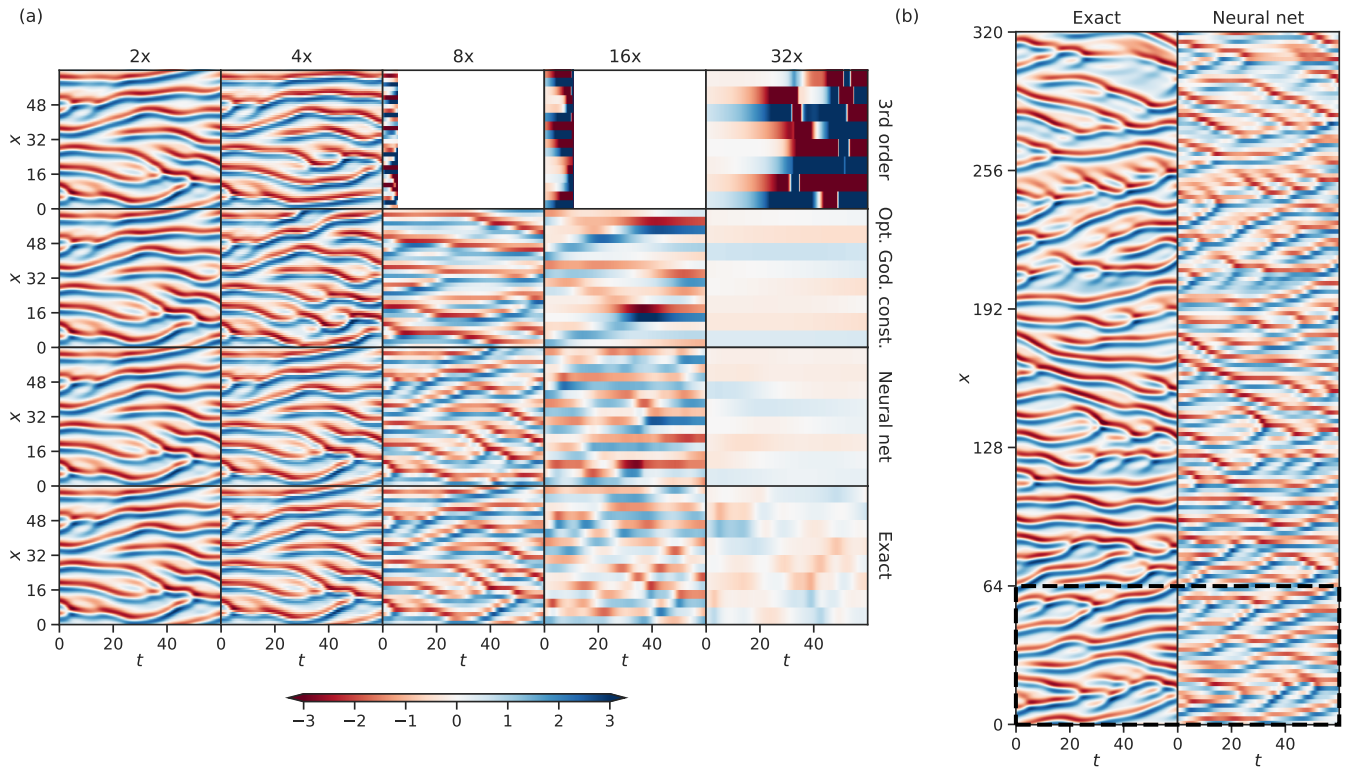 (a)
2x 4x 8x 16x 32x
48
x 32
16
0
3rd order
48
x 32
16
0
Opt. God. const.
48
x 32
16
0
Neural net
48
x 32
16
0
Exact
0 20 40 0 20 40 0 20 40 0 20 40 0 20 40
t t t t t
−3 −2 −1 0 1 2 3
(b)
Exact Neural net
320
256
192
x
128
64
0
0 20 40 0 20 40
t t